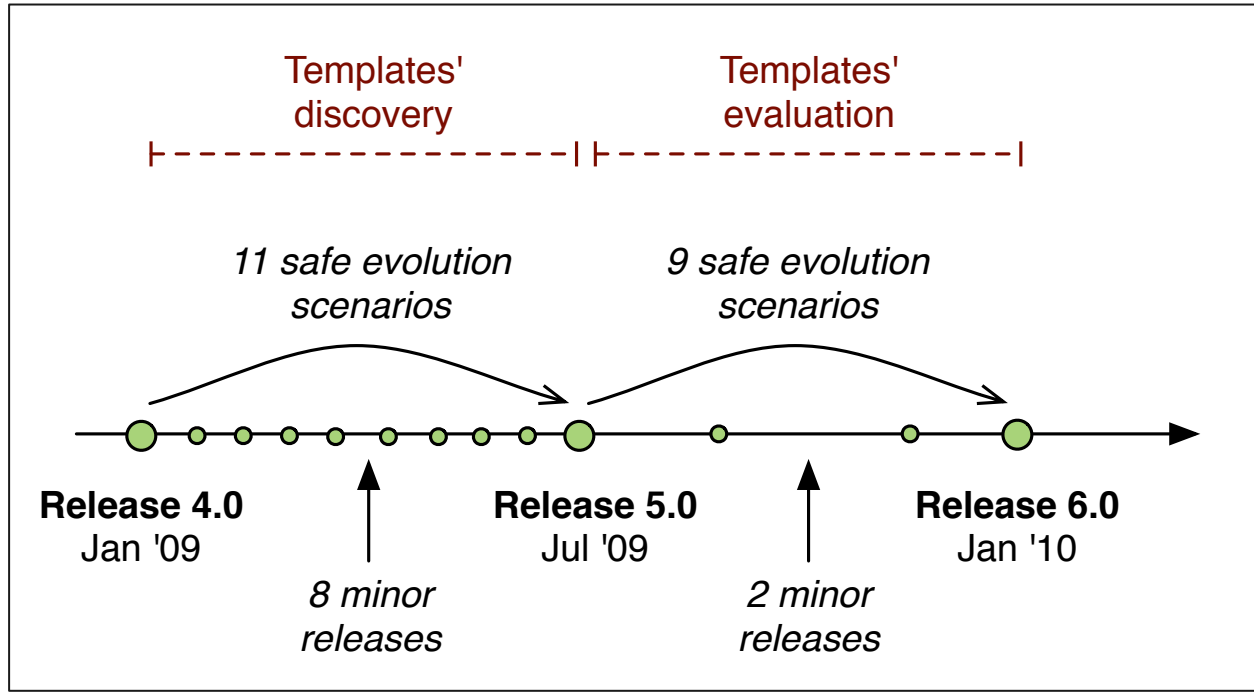 Templates'
discovery
Templates'
evaluation
11 safe evolution
scenarios
9 safe evolution
scenarios
Release 4.0
Jan '09
Release 5.0
Jul '09
Release 6.0
Jan '10
8 minor
releases
2 minor
releases